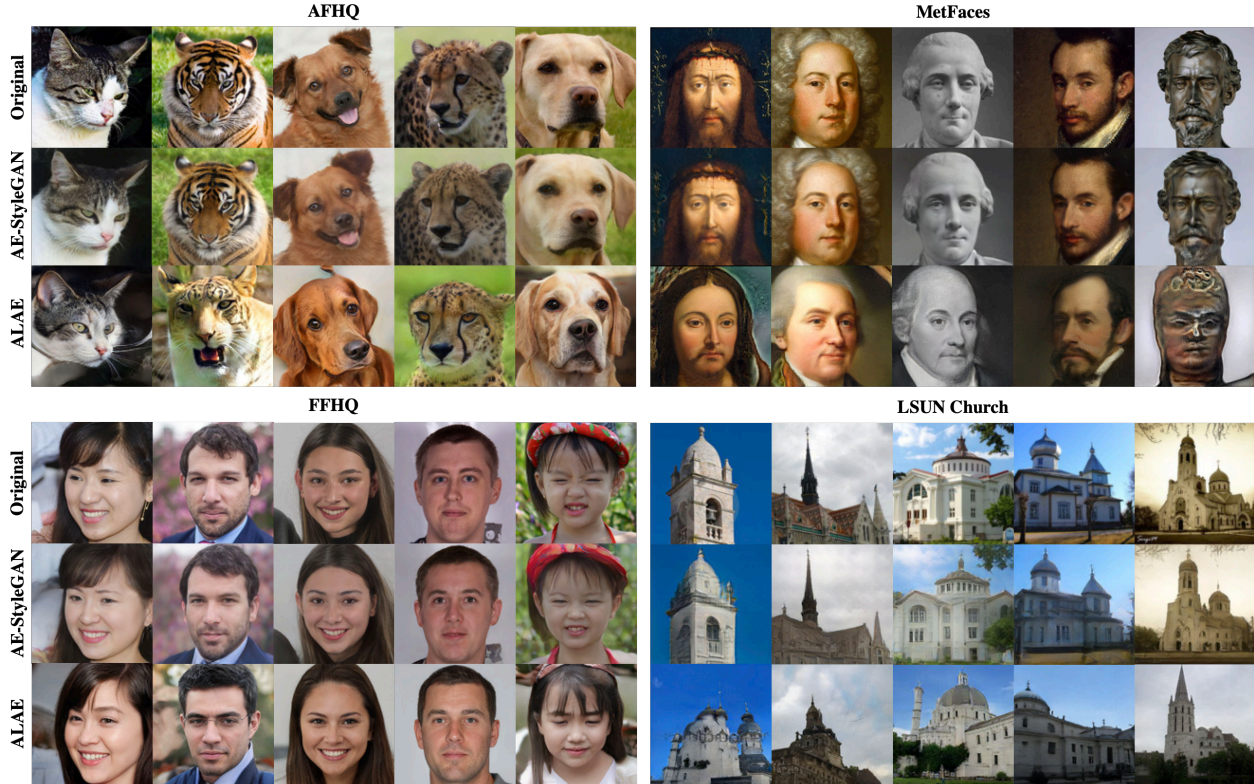 AFHQ
MetFaces
Original
AE-StyleGAN
ALAE
FFHQ
LSUN Church
Original
AE-StyleGAN
ALAE